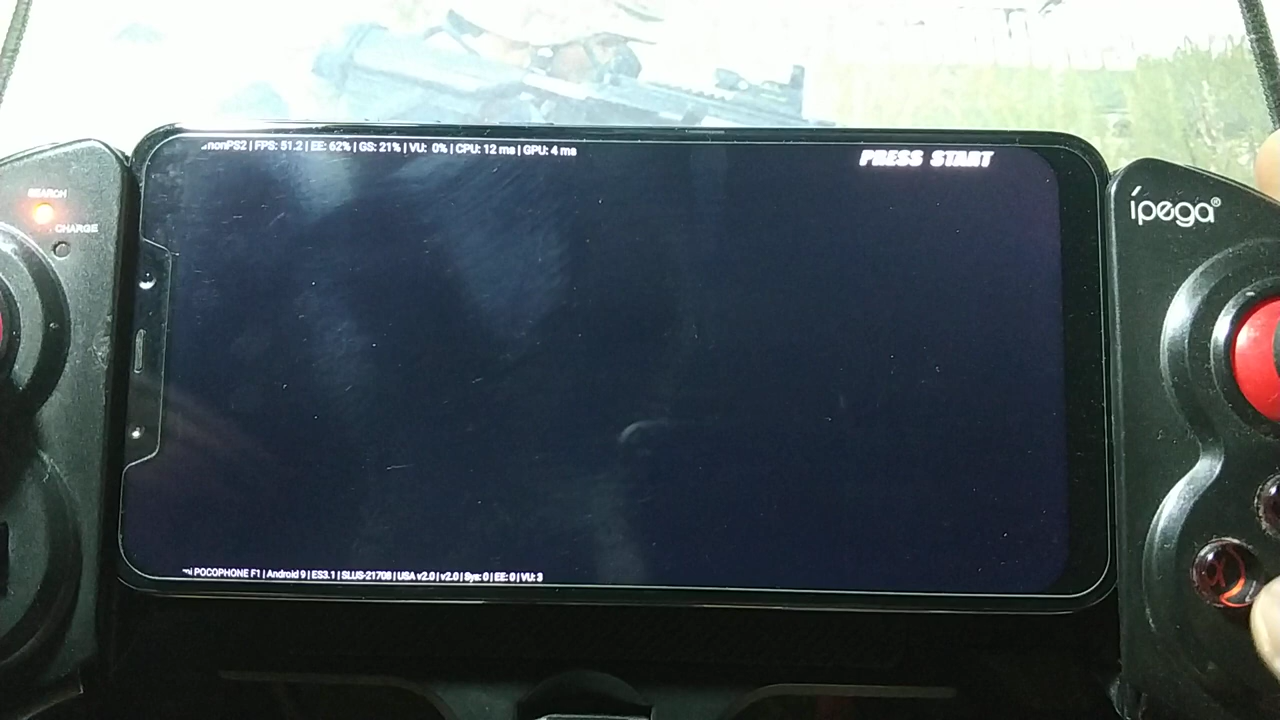 nonPS2 | FPS: 51.2 | EE: 62% | GS: 21% | VU: 0% | CPU: 12 ms | GPU: 4 ms
PRESS START
SEARCH
CHARGE
ípega®
POCOPHONE F1 | Android 9 | ES3.1 | SLUS-21708 | USA v2.0 | v2.0 | Sys: 0 | EE: 0 | VU: 3